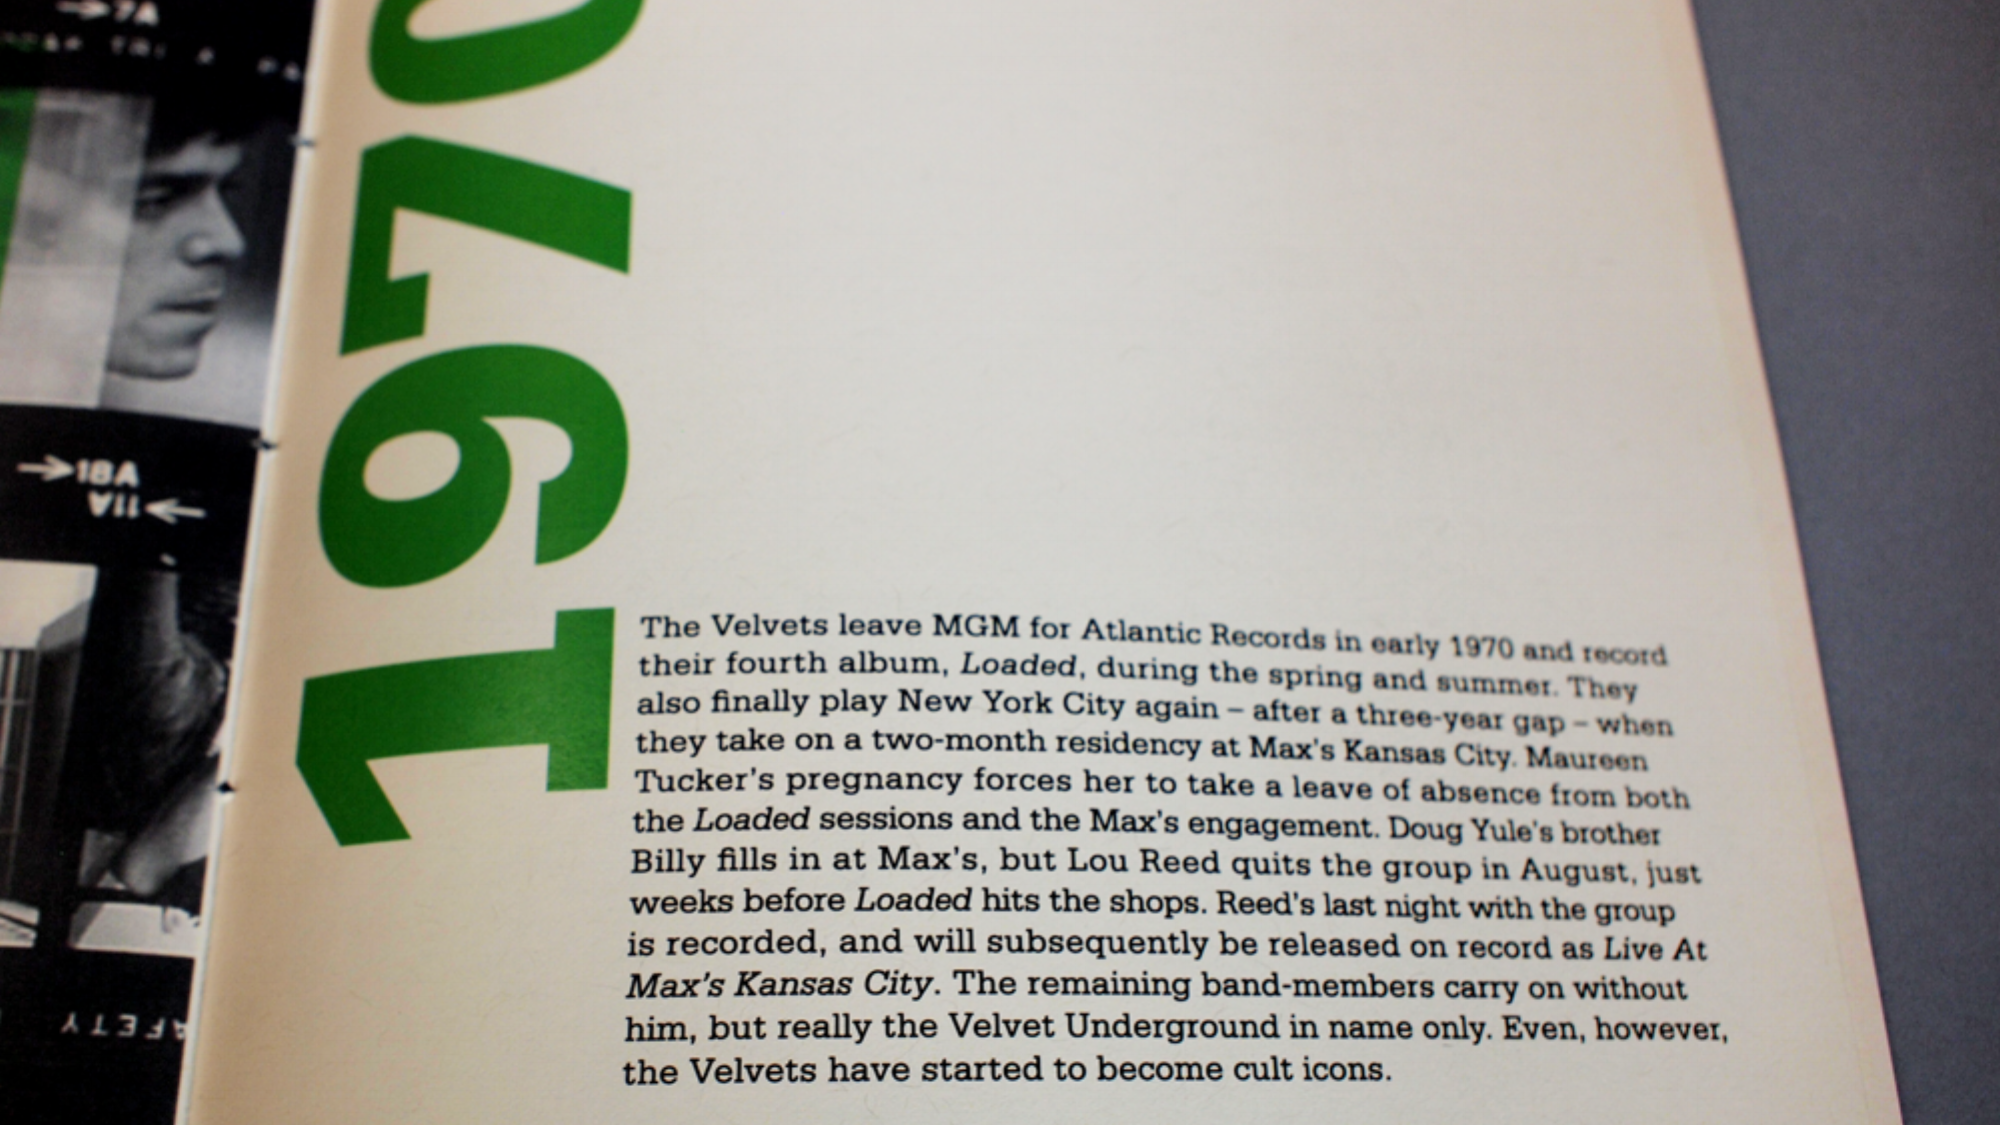 →7A
→18A
11A←
SAFETY
1970
The Velvets leave MGM for Atlantic Records in early 1970 and record
their fourth album, Loaded, during the spring and summer. They
also finally play New York City again – after a three-year gap – when
they take on a two-month residency at Max's Kansas City. Maureen
Tucker's pregnancy forces her to take a leave of absence from both
the Loaded sessions and the Max's engagement. Doug Yule's brother
Billy fills in at Max's, but Lou Reed quits the group in August, just
weeks before Loaded hits the shops. Reed's last night with the group
is recorded, and will subsequently be released on record as Live At
Max's Kansas City. The remaining band-members carry on without
him, but really the Velvet Underground in name only. Even, however,
the Velvets have started to become cult icons.